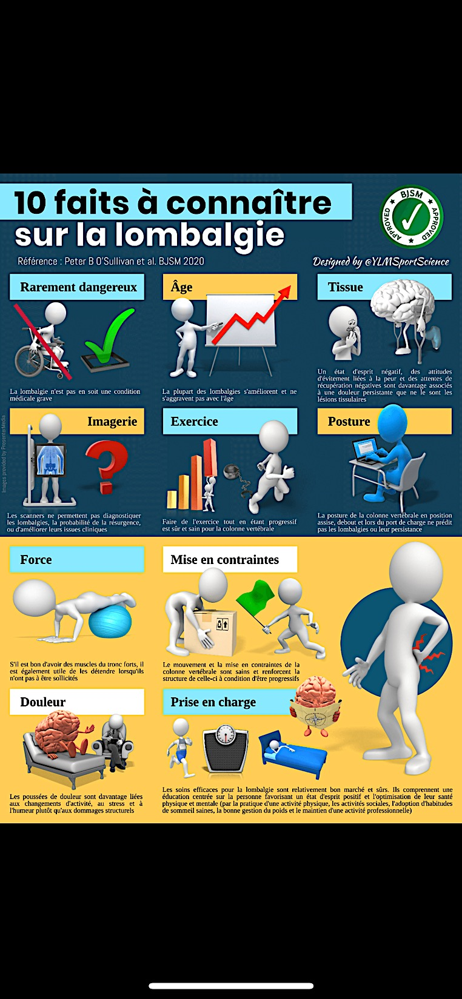 10 faits à connaître
sur la lombalgie
Référence : Peter B O'Sullivan et al. BJSM 2020
BJSM
APPROVED
APPROVED
Designed by @YLMSportScience
Rarement dangereux
La lombalgie n'est pas en soit une condition
médicale grave
Âge
La plupart des lombalgies s'améliorent et ne
s'aggravent pas avec l'âge
Tissue
Un état d'esprit négatif, des attitudes
d'évitement liées à la peur et des attentes de
récupération négatives sont davantage associés
à une douleur persistante que ne le sont les
lésions tissulaires
Images provided by PresenterMedia
Imagerie
Les scanners ne permettent pas diagnostiquer
les lombalgies, la probabilité de la résurgence,
ou d'améliorer leurs issues cliniques
Exercice
Faire de l'exercice tout en étant progressif
est sûr et sain pour la colonne vertébrale
Posture
La posture de la colonne vertébrale en position
assise, debout et lors du port de charge ne prédit
pas les lombalgies ou leur persistance
Force
S'il est bon d'avoir des muscles du tronc forts, il
est également utile de les détendre lorsqu'ils
n'ont pas à être sollicités
Mise en contraintes
Le mouvement et la mise en contraintes de la
colonne vertébrale sont sains et renforcent la
structure de celle-ci à condition d'être progressifs
Douleur
Les poussées de douleur sont davantage liées
aux changements d'activité, au stress et à
l'humeur plutôt qu'aux dommages structurels
Prise en charge
Les soins efficaces pour la lombalgie sont relativement bon marché et sûrs. Ils comprennent une
éducation centrée sur la personne favorisant un état d'esprit positif et l'optimisation de leur santé
physique et mentale (par la pratique d'une activité physique, les activités sociales, l'adoption d'habitudes
de sommeil saines, la bonne gestion du poids et le maintien d'une activité professionnelle)